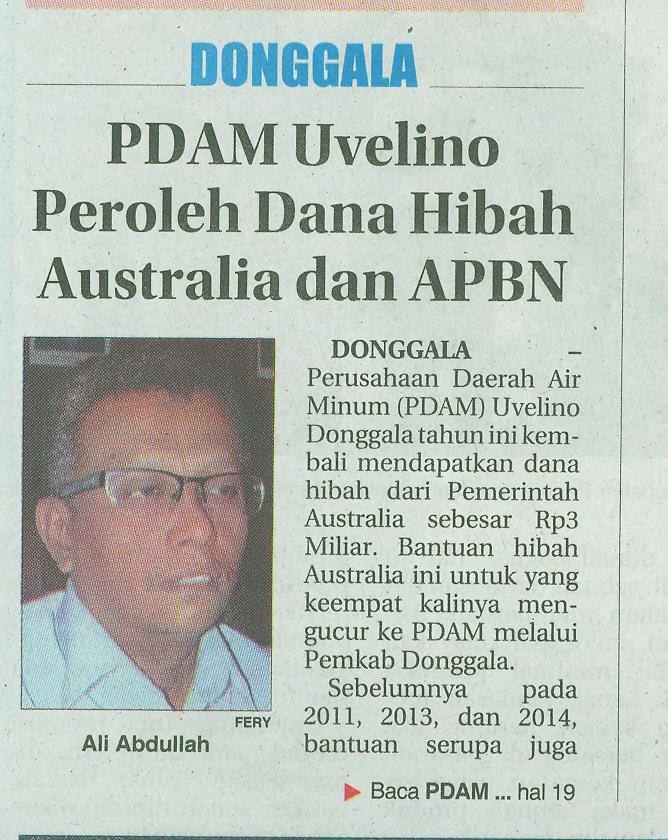 DONGGALA
PDAM Uvelino
Peroleh Dana Hibah
Australia dan APBN
DONGGALA –
Perusahaan Daerah Air
Minum (PDAM) Uvelino
Donggala tahun ini kem-
bali mendapatkan dana
hibah dari Pemerintah
Australia sebesar Rp3
Miliar. Bantuan hibah
Australia ini untuk yang
keempat kalinya men-
gucur ke PDAM melalui
Pemkab Donggala.
Sebelumnya pada
2011, 2013, dan 2014,
bantuan serupa juga
FERY
Ali Abdullah
Baca PDAM ... hal 19